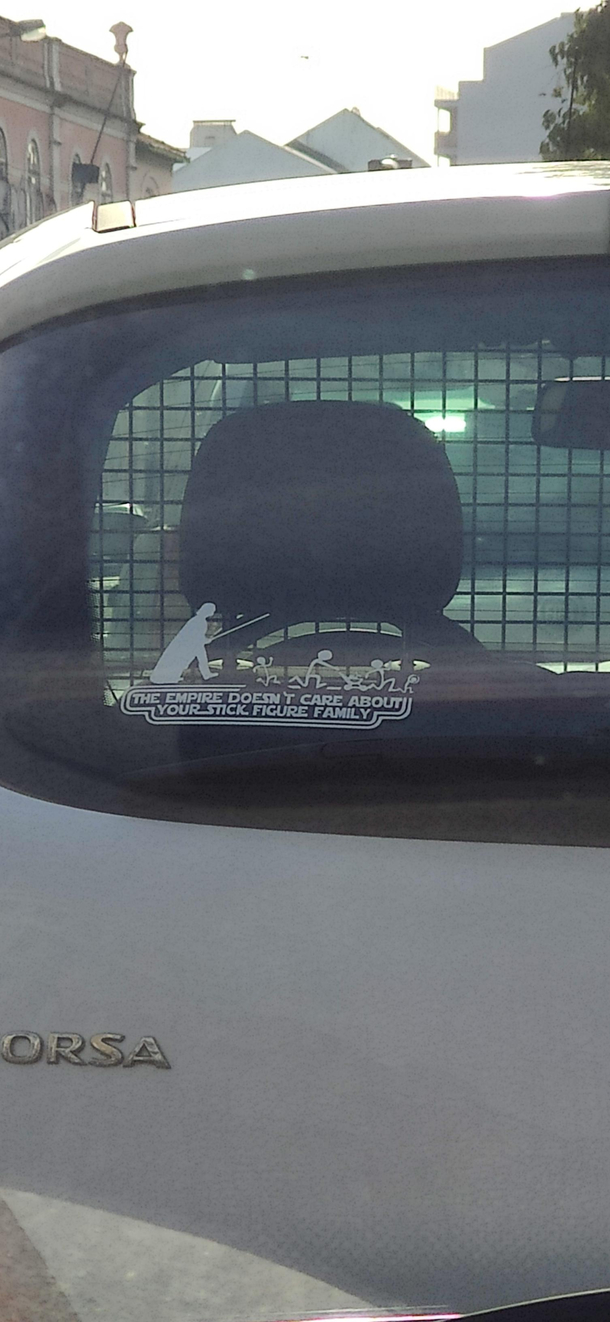 THE EMPIRE DOESN'T CARE ABOUT
YOUR STICK FIGURE FAMILY
ORSA